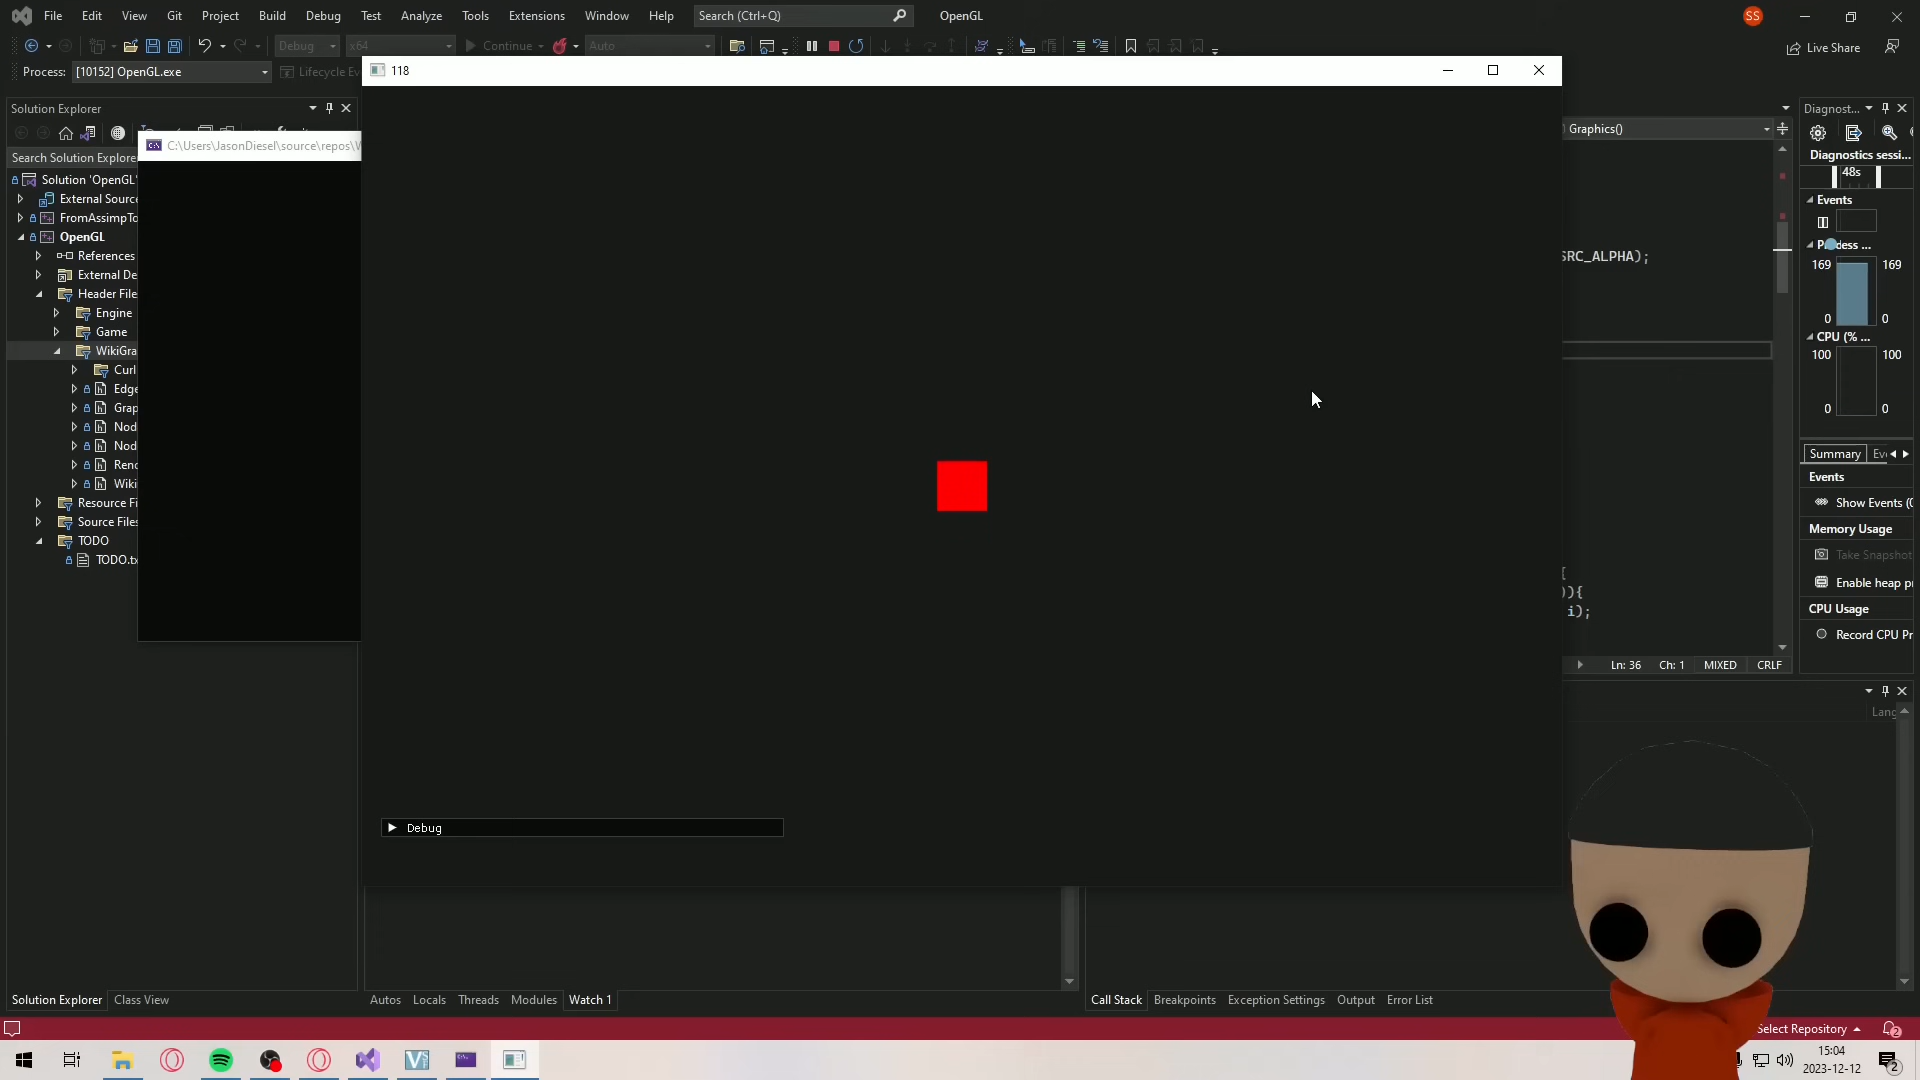 File Edit View Git Project Build Debug Test Analyze Tools Extensions Window Help Search (Ctrl+Q) OpenGL SS
Debug x64 Continue Auto Live Share
Process: [10152] OpenGL.exe Lifecycle Ev
118
Solution Explorer
C:\Users\JasonDiesel\source\repos\W
Search Solution Explore
Solution 'OpenGL'
External Sourc
FromAssimpTo
OpenGL
References
External De
Header File
Engine
Game
WikiGra
Curl
Edge
Grap
Nod
Nod
Rend
Wiki
Resource Fi
Source Files
TODO
TODO.tx
Debug
Graphics()
SRC_ALPHA);
{
)){
i);
Ln: 36 Ch: 1 MIXED CRLF
Lang
Diagnost...
Diagnostics sessi...
48s
Events
169 169
0 0
CPU (% ...
100 100
0 0
Summary Eve
Events
Show Events (0
Memory Usage
Take Snapshot
Enable heap pr
CPU Usage
Record CPU Pr
Solution Explorer Class View Autos Locals Threads Modules Watch 1 Call Stack Breakpoints Exception Settings Output Error List
Select Repository 2
15:04
2023-12-12
2